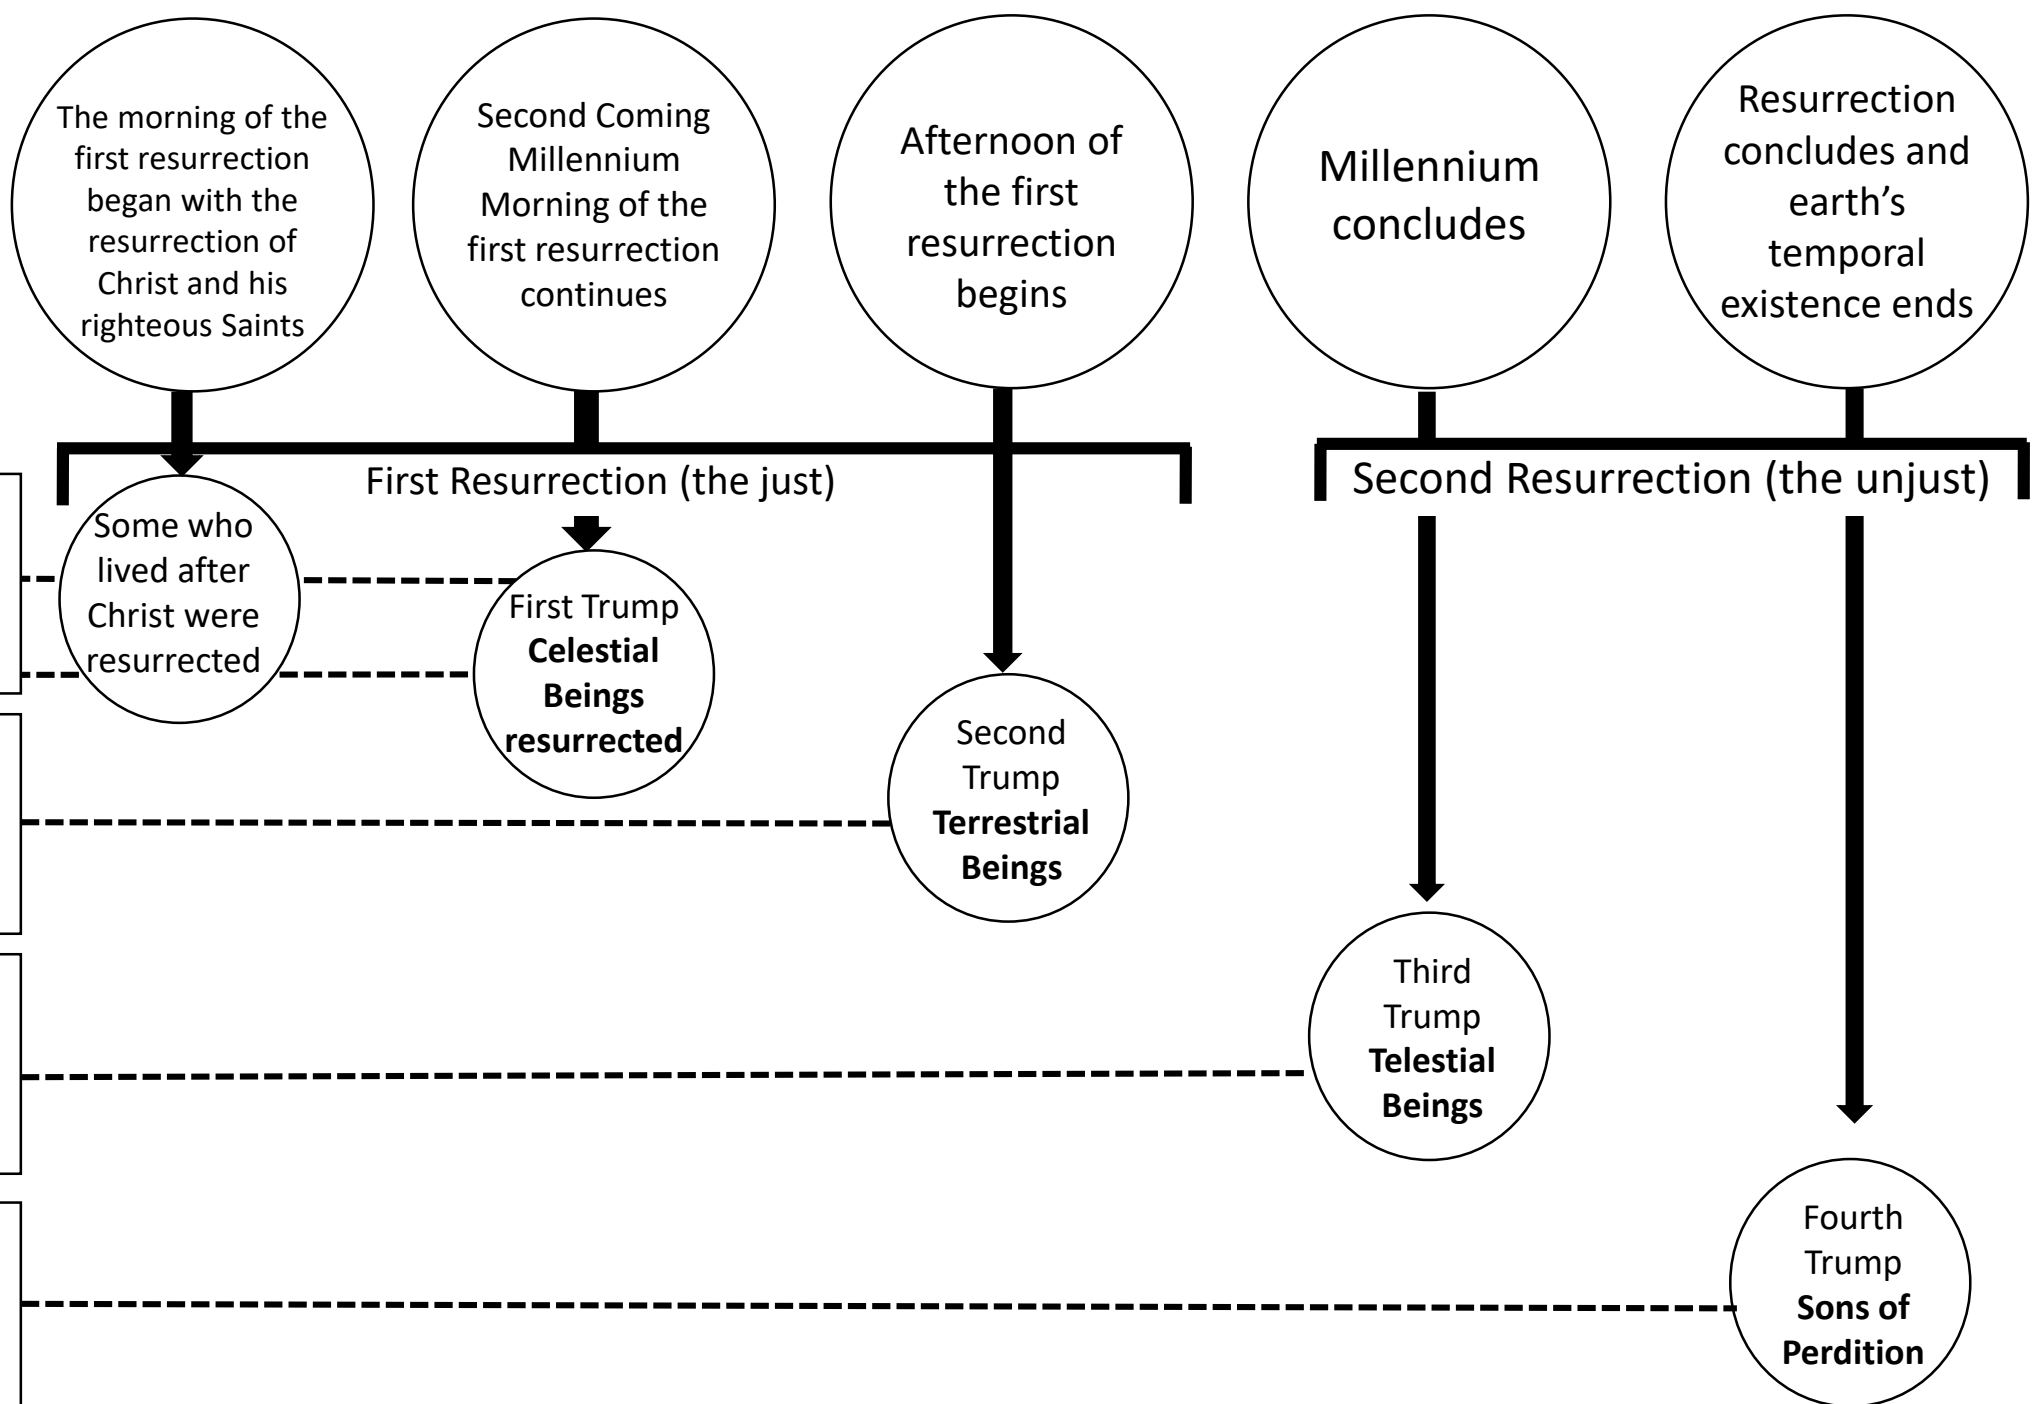 The morning of the
first resurrection
began with the
resurrection of
Christ and his
righteous Saints
Second Coming
Millennium
Morning of the
first resurrection
continues
Afternoon of
the first
resurrection
begins
Millennium
concludes
Resurrection
concludes and
earth’s
temporal
existence ends
First Resurrection (the just)
Second Resurrection (the unjust)
Some who
lived after
Christ were
resurrected
First Trump
Celestial
Beings
resurrected
Second
Trump
Terrestrial
Beings
Third
Trump
Telestial
Beings
Fourth
Trump
Sons of
Perdition